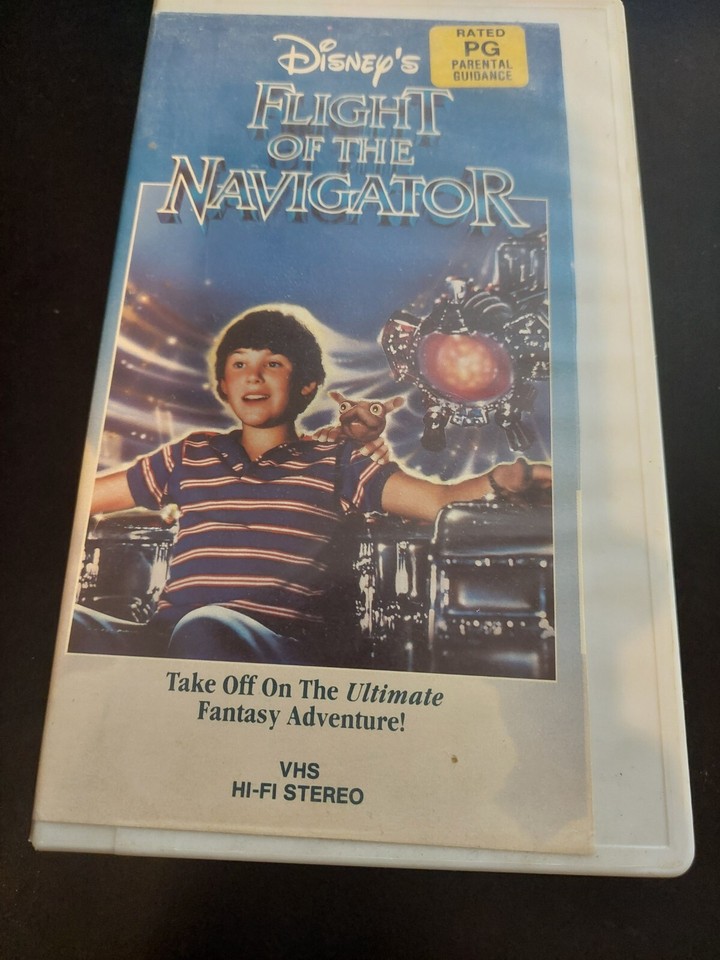 Disney's
RATED
PG
PARENTAL
GUIDANCE
FLIGHT
OF THE
NAVIGATOR
Take Off On The Ultimate
Fantasy Adventure!
VHS
HI-FI STEREO